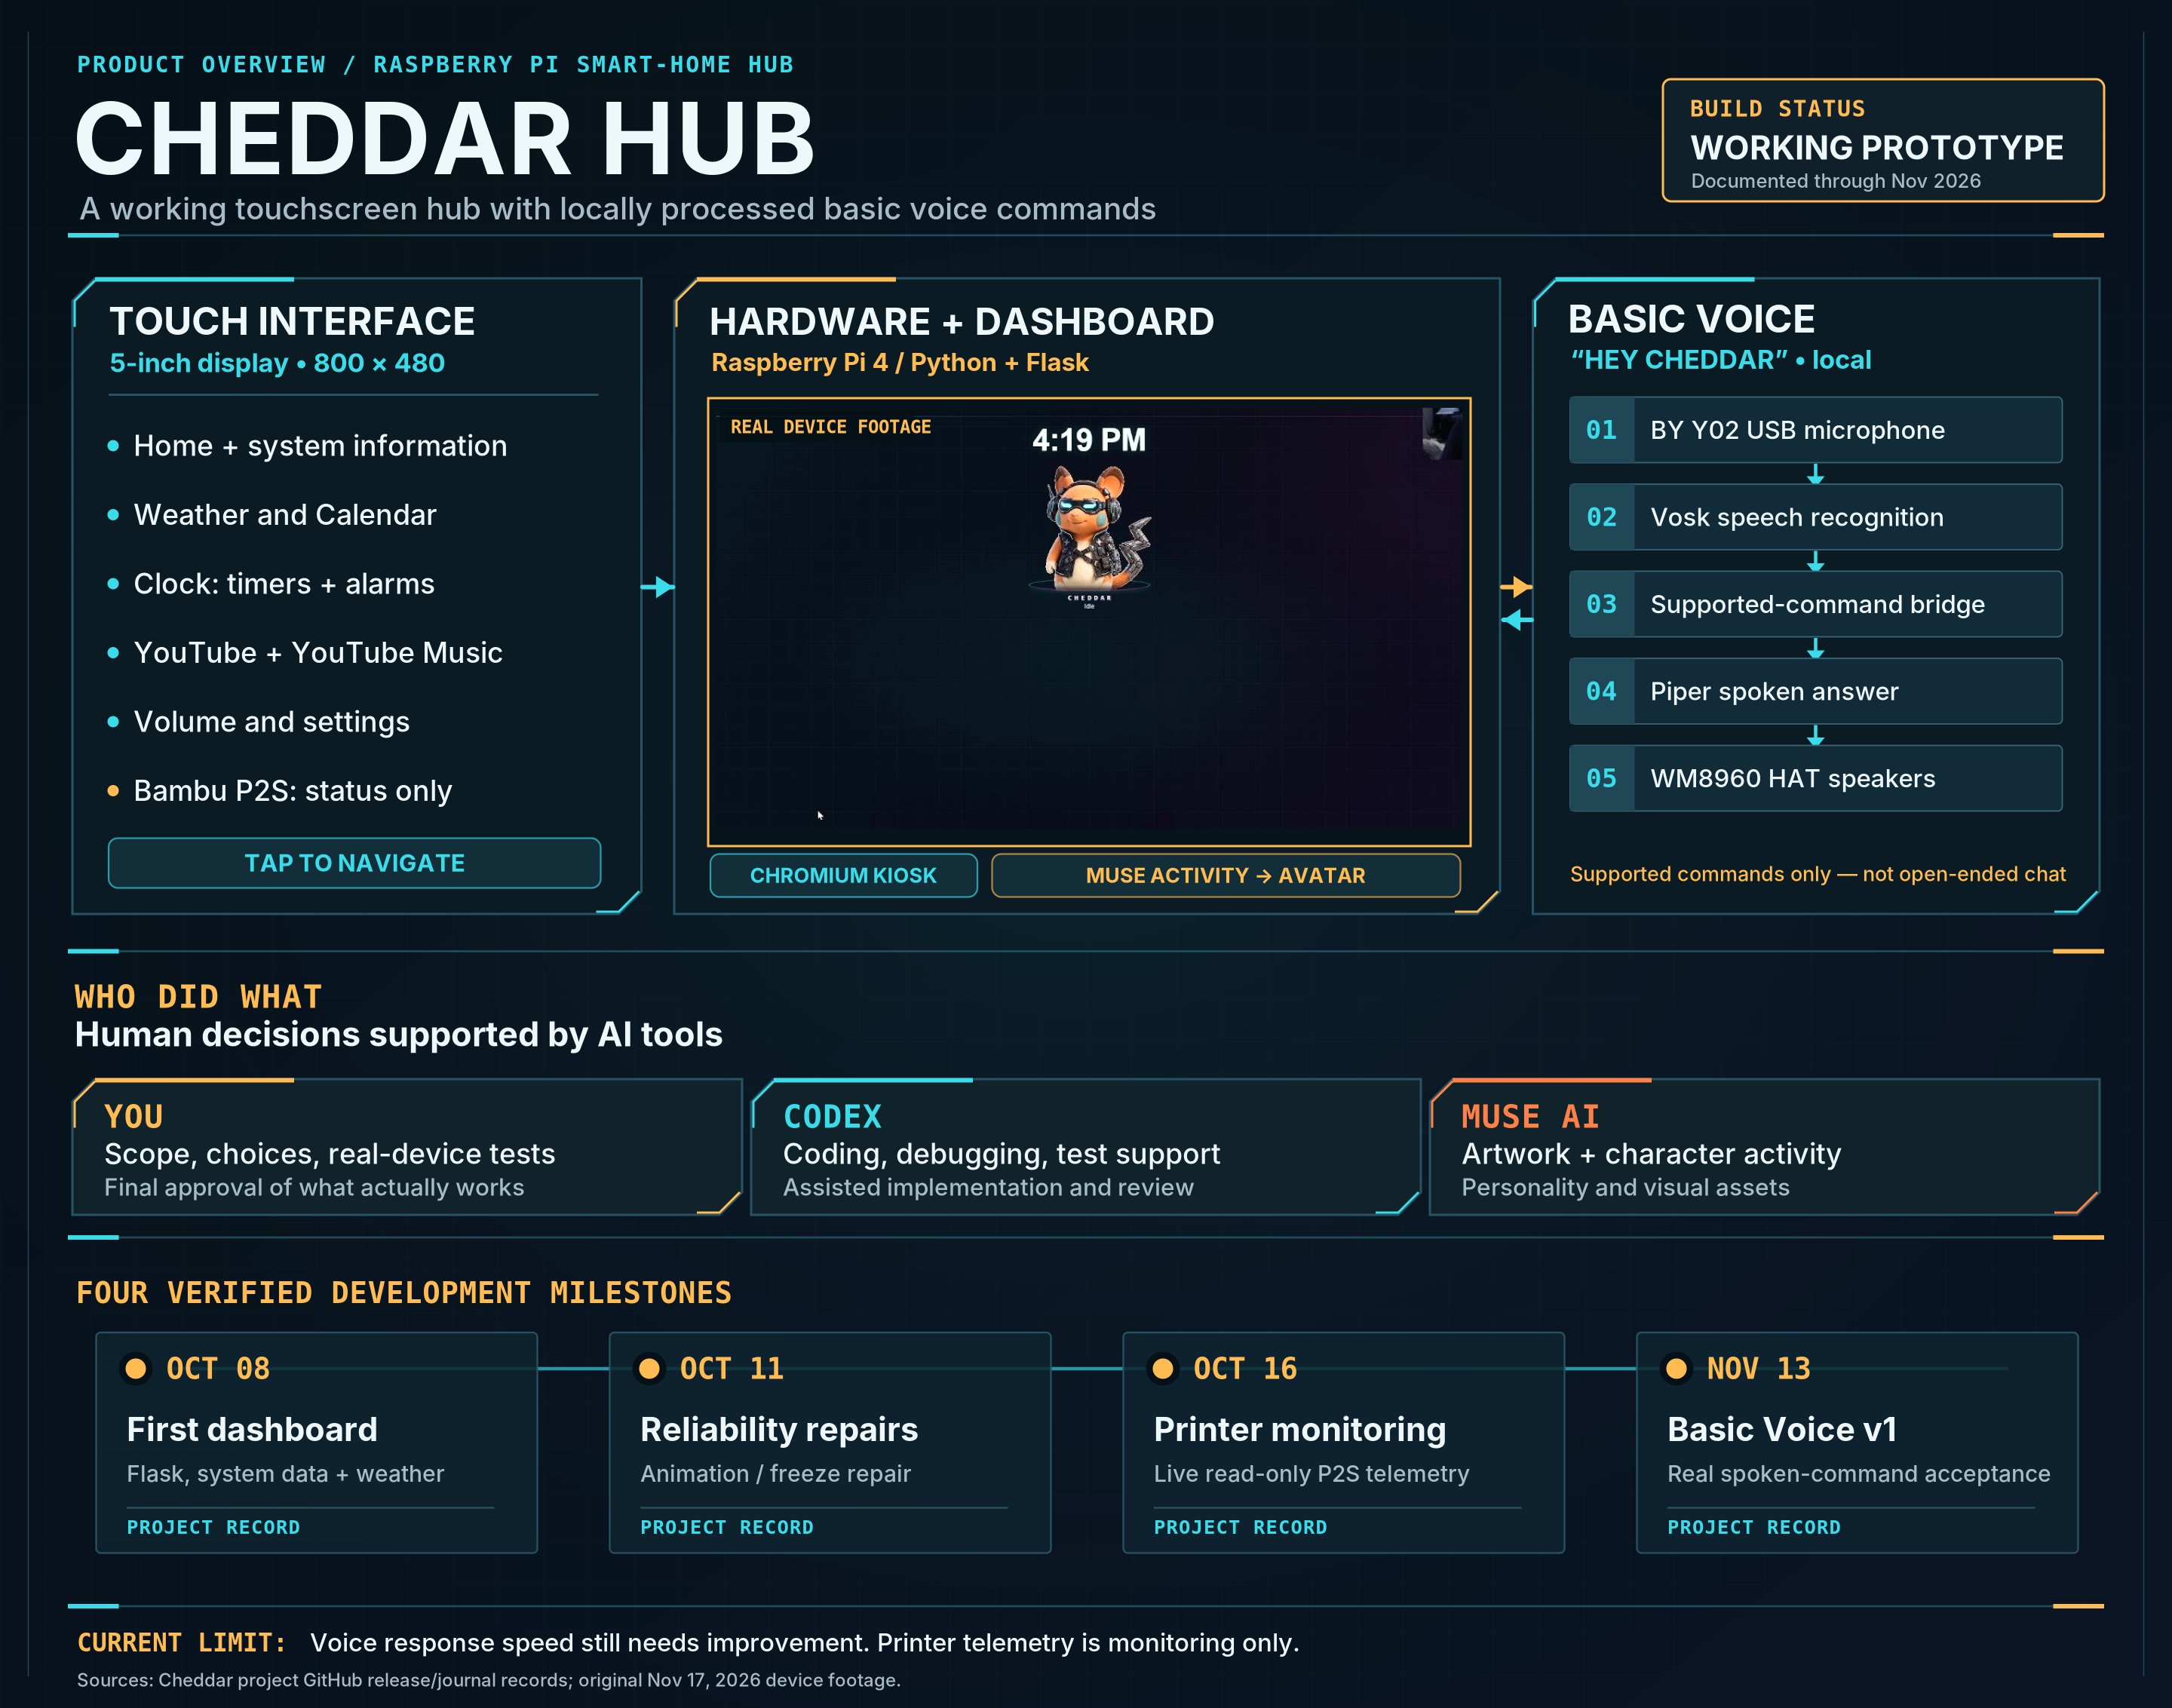 PRODUCT OVERVIEW / RASPBERRY PI SMART-HOME HUB
CHEDDAR HUB
A working touchscreen hub with locally processed basic voice commands
BUILD STATUS
WORKING PROTOTYPE
Documented through Nov 2026
TOUCH INTERFACE
5-inch display • 800 × 480
Home + system information
Weather and Calendar
Clock: timers + alarms
YouTube + YouTube Music
Volume and settings
Bambu P2S: status only
TAP TO NAVIGATE
HARDWARE + DASHBOARD
Raspberry Pi 4 / Python + Flask
REAL DEVICE FOOTAGE
4:19 PM
CHEDDAR
Idle
CHROMIUM KIOSK
MUSE ACTIVITY → AVATAR
BASIC VOICE
“HEY CHEDDAR” • local
01 BY Y02 USB microphone
02 Vosk speech recognition
03 Supported-command bridge
04 Piper spoken answer
05 WM8960 HAT speakers
Supported commands only — not open-ended chat
WHO DID WHAT
Human decisions supported by AI tools
YOU
Scope, choices, real-device tests
Final approval of what actually works
CODEX
Coding, debugging, test support
Assisted implementation and review
MUSE AI
Artwork + character activity
Personality and visual assets
FOUR VERIFIED DEVELOPMENT MILESTONES
OCT 08
First dashboard
Flask, system data + weather
PROJECT RECORD
OCT 11
Reliability repairs
Animation / freeze repair
PROJECT RECORD
OCT 16
Printer monitoring
Live read-only P2S telemetry
PROJECT RECORD
NOV 13
Basic Voice v1
Real spoken-command acceptance
PROJECT RECORD
CURRENT LIMIT: Voice response speed still needs improvement. Printer telemetry is monitoring only.
Sources: Cheddar project GitHub release/journal records; original Nov 17, 2026 device footage.